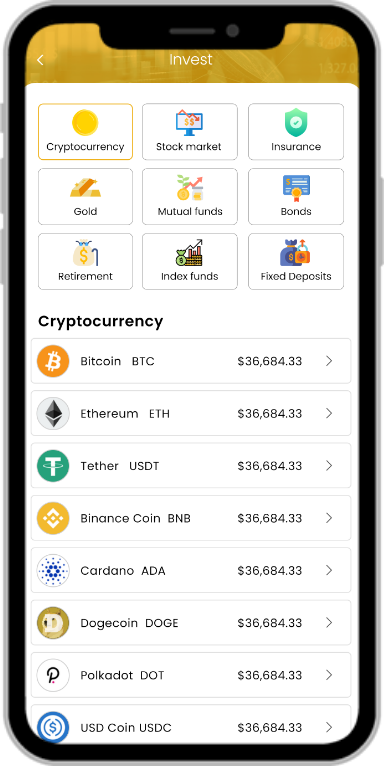 Invest
Cryptocurrency
Stock market
Insurance
Gold
Mutual funds
Bonds
Retirement
Index funds
Fixed Deposits
Cryptocurrency
Bitcoin BTC $36,684.33
Ethereum ETH $36,684.33
Tether USDT $36,684.33
Binance Coin BNB $36,684.33
Cardano ADA $36,684.33
Dogecoin DOGE $36,684.33
Polkadot DOT $36,684.33
USD Coin USDC $36,684.33